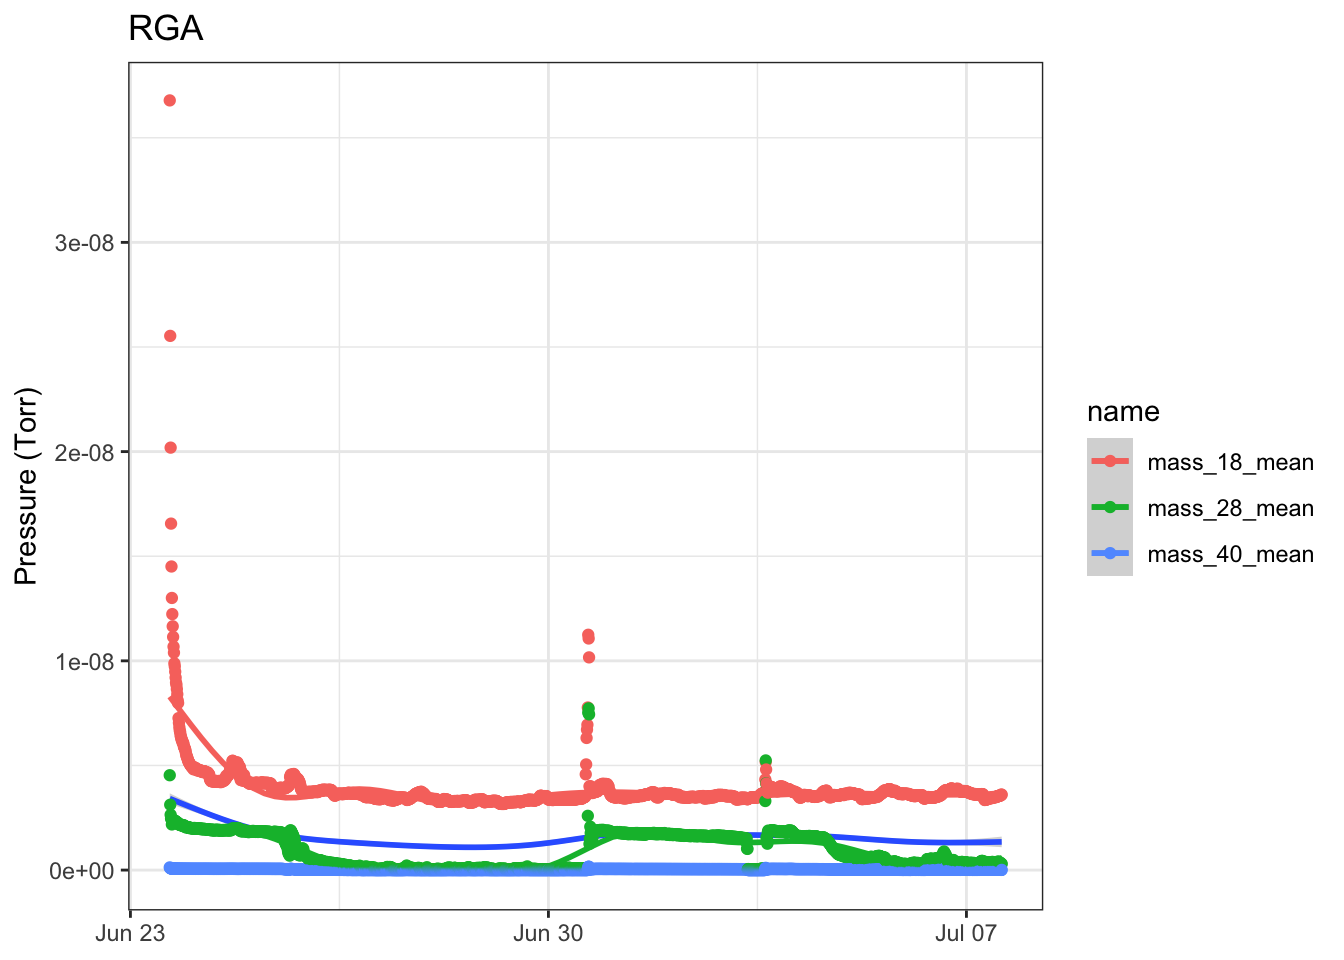 RGA
Pressure (Torr)
3e-08
2e-08
1e-08
0e+00
Jun 23
Jun 30
Jul 07
name
mass_18_mean
mass_28_mean
mass_40_mean